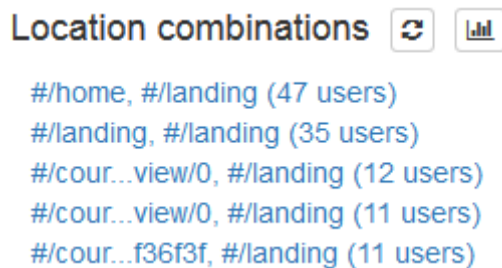 Location combinations
#/home, #/landing (47 users)
#/landing, #/landing (35 users)
#/cour...view/0, #/landing (12 users)
#/cour...view/0, #/landing (11 users)
#/cour...f36f3f, #/landing (11 users)